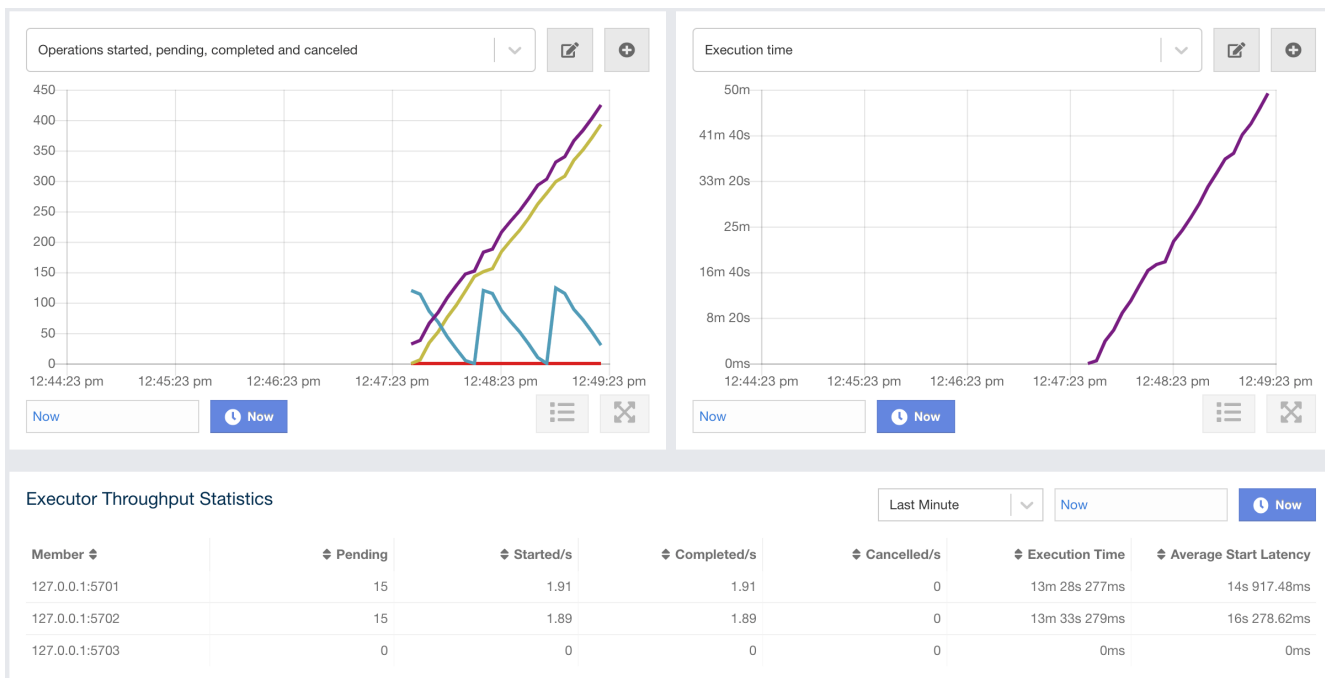 Operations started, pending, completed and canceled
450
400
350
300
250
200
150
100
50
0
12:44:23 pm 12:45:23 pm 12:46:23 pm 12:47:23 pm 12:48:23 pm 12:49:23 pm
Now Now
Execution time
50m
41m 40s
33m 20s
25m
16m 40s
8m 20s
0ms
12:44:23 pm 12:45:23 pm 12:46:23 pm 12:47:23 pm 12:48:23 pm 12:49:23 pm
Now Now
Executor Throughput Statistics Last Minute Now Now
Member Pending Started/s Completed/s Cancelled/s Execution Time Average Start Latency
127.0.0.1:5701 15 1.91 1.91 0 13m 28s 277ms 14s 917.48ms
127.0.0.1:5702 15 1.89 1.89 0 13m 33s 279ms 16s 278.62ms
127.0.0.1:5703 0 0 0 0 0ms 0ms